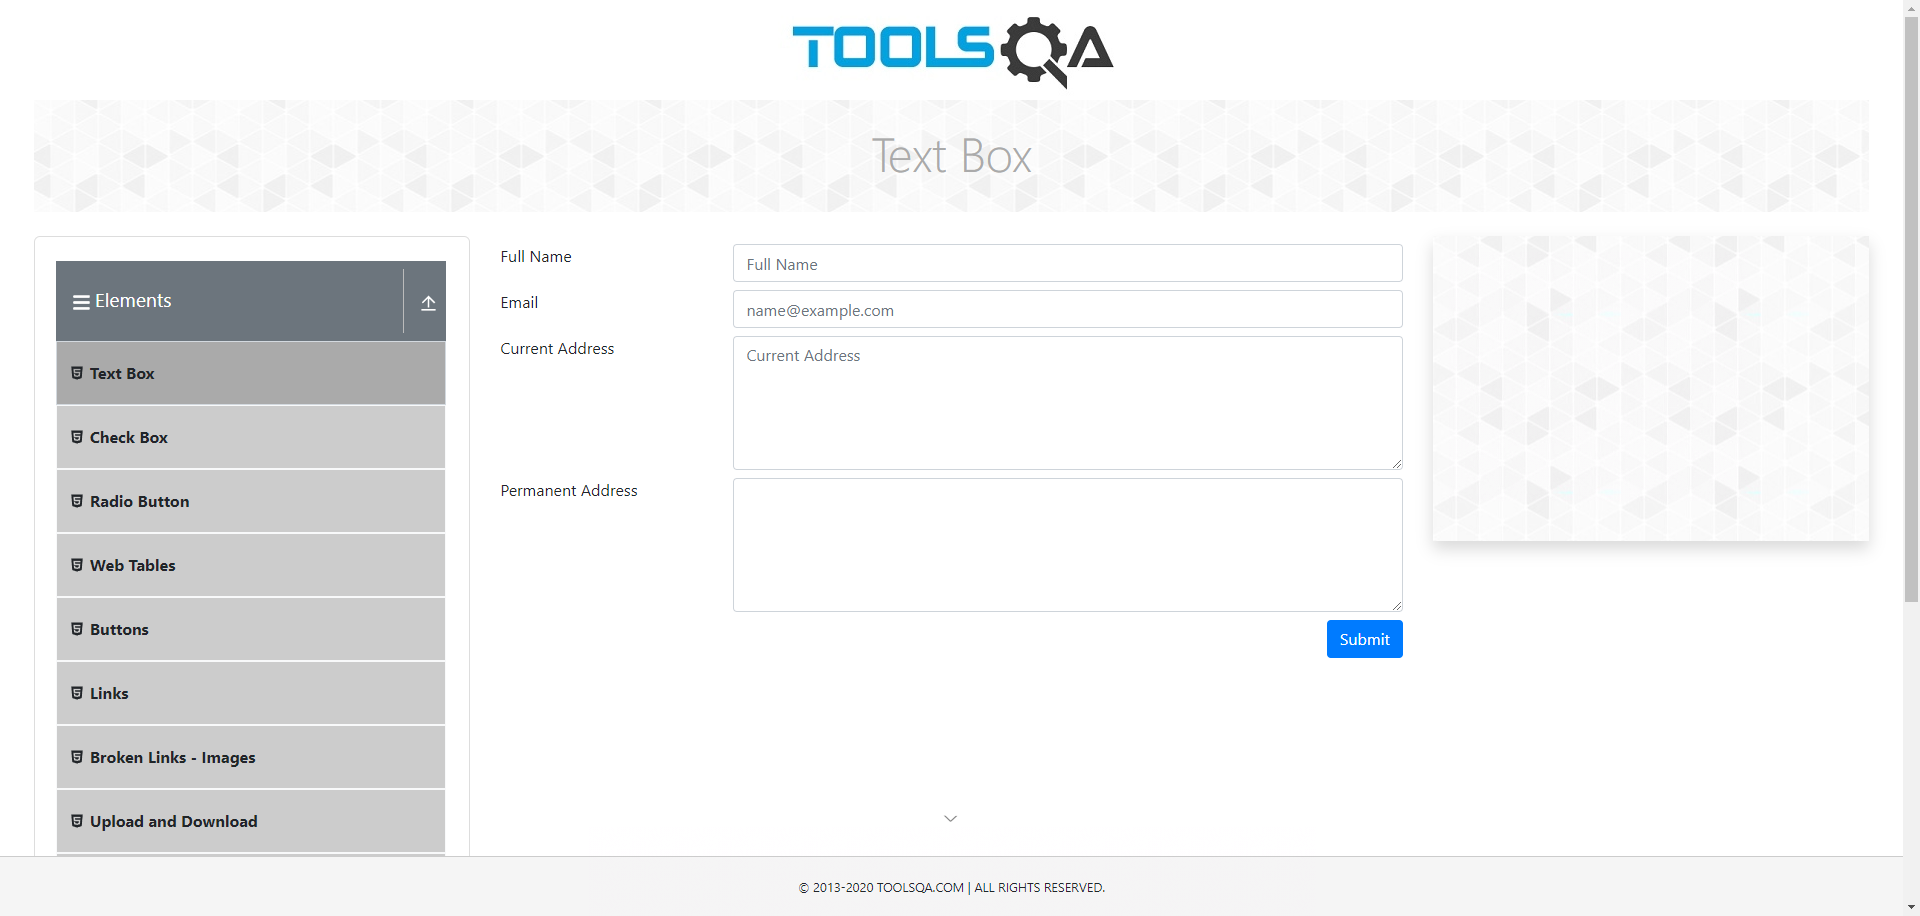 TOOLSQA
Text Box
Elements
Text Box
Check Box
Radio Button
Web Tables
Buttons
Links
Broken Links - Images
Upload and Download
Full Name
Full Name
Email
name@example.com
Current Address
Current Address
Permanent Address
Submit
© 2013-2020 TOOLSQA.COM | ALL RIGHTS RESERVED.